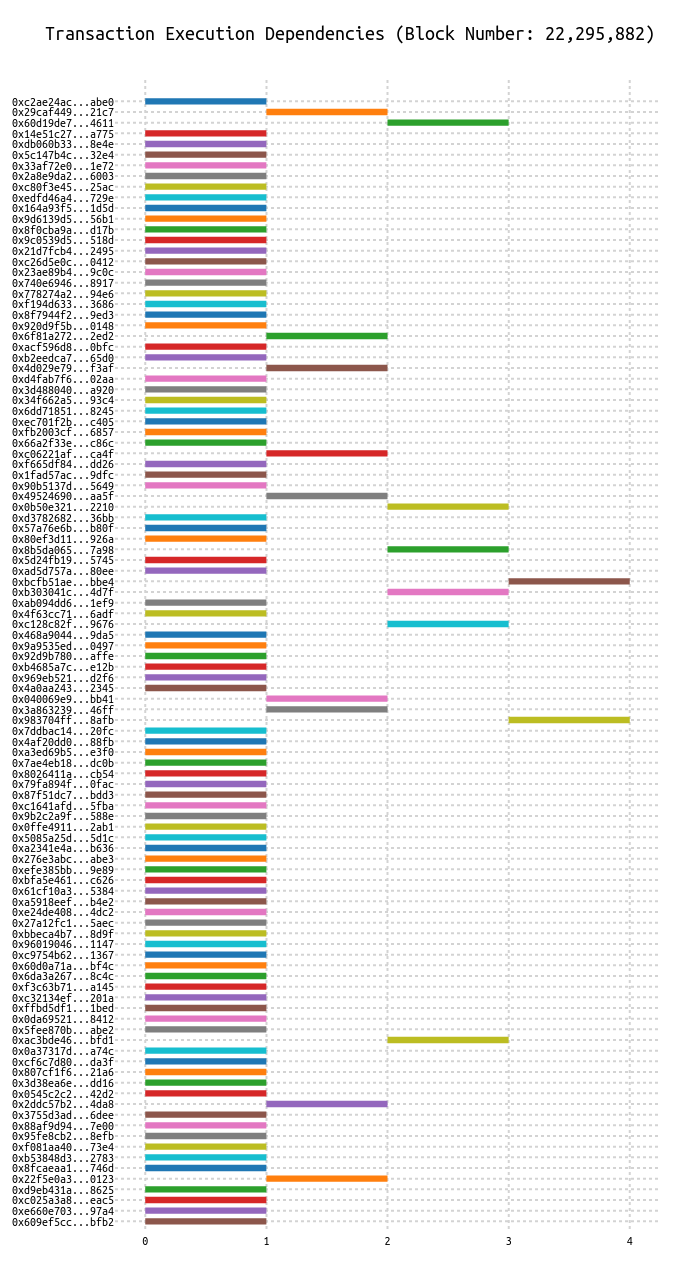 Transaction Execution Dependencies (Block Number: 22,295,882)
0xc2ae24ac...abe0
0x29caf449...21c7
0x60d19de7...4611
0x14e51c27...a775
0xdb060b33...8e4e
0x5c147b4c...32e4
0x33af72e0...1e72
0x2a8e9da2...6003
0xc80f3e45...25ac
0xedfd46a4...729e
0x164a93f5...1d5d
0x9d6139d5...56b1
0x8f0cba9a...d17b
0x9c0539d5...518d
0x21d7fcb4...2495
0xc26d5e0c...0412
0x23ae89b4...9c0c
0x740e6946...8917
0x778274a2...94e6
0xf194d633...3686
0x8f7944f2...9ed3
0x920d9f5b...0148
0x6f81a272...2ed2
0xacf596d8...0bfc
0xb2eedca7...65d0
0x4d029e79...f3af
0xd4fab7f6...02aa
0x3d488040...a920
0x34f662a5...93c4
0x6dd71851...8245
0xec701f2b...c405
0xfb2003cf...6857
0x66a2f33e...c86c
0xc06221af...ca4f
0xf665df84...dd26
0x1fad57ac...9dfc
0x90b5137d...5649
0x49524690...aa5f
0x0b50e321...2210
0xd3782682...36bb
0x57a76e6b...b80f
0x80ef3d11...926a
0x8b5da065...7a98
0x5d24fb19...5745
0xad5d757a...80ee
0xbcfb51ae...bbe4
0xb303041c...4d7f
0xab094dd6...1ef9
0x4f63cc71...6adf
0xc128c82f...9676
0x468a9044...9da5
0x9a9535ed...0497
0x92d9b780...affe
0xb4685a7c...e12b
0x969eb521...d2f6
0x4a0aa243...2345
0x040069e9...bb41
0x3a863239...46ff
0x983704ff...8afb
0x7ddbac14...20fc
0x4af20dd0...88fb
0xa3ed69b5...e3f0
0x7ae4eb18...dc0b
0x8026411a...cb54
0x79fa894f...0fac
0x87f51dc7...bdd3
0xc1641afd...5fba
0x9b2c2a9f...588e
0x0ffe4911...2ab1
0x5085a25d...5d1c
0xa2341e4a...b636
0x276e3abc...abe3
0xefe385bb...9e89
0xbfa5e461...c626
0x61cf10a3...5384
0xa5918eef...b4e2
0xe24de408...4dc2
0x27a12fc1...5aec
0xbbeca4b7...8d9f
0x96019046...1147
0xc9754b62...1367
0x60d0a71a...bf4c
0x6da3a267...8c4c
0xf3c63b71...a145
0xc32134ef...201a
0xffbd5df1...1bed
0x0da69521...8412
0x5fee870b...abe2
0xac3bde46...bfd1
0x0a37317d...a74c
0xcf6c7d80...da3f
0x807cf1f6...21a6
0x3d38ea6e...dd16
0x0545c2c2...42d2
0x2ddc57b2...4da8
0x3755d3ad...6dee
0x88af9d94...7e00
0x95fe8cb2...8efb
0xf081aa40...73e4
0xb53848d3...2783
0x8fcaeaa1...746d
0x22f5e0a3...0123
0xd9eb431a...8625
0xc025a3a8...eac5
0xe660e703...97a4
0x609ef5cc...bfb2
0 1 2 3 4